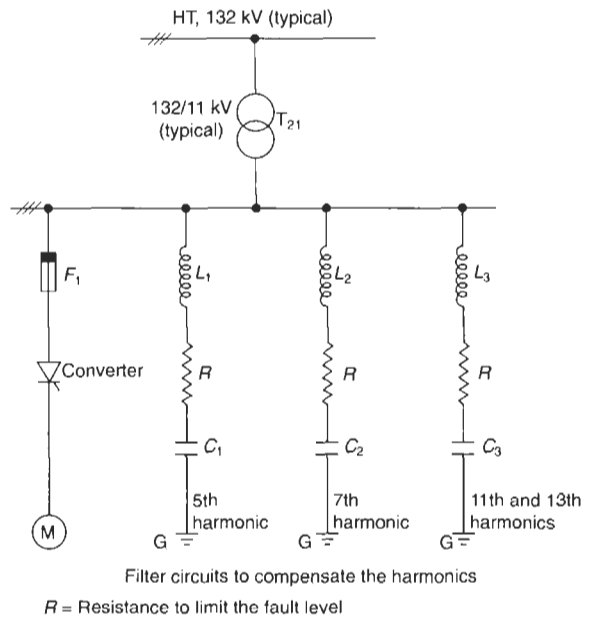 HT, 132 kV (typical)
132/11 kV
(typical)
T21
F1
L1
L2
L3
Converter
R
R
R
C1
C2
C3
M
5th
harmonic
7th
harmonic
11th and 13th
harmonics
G
G
G
Filter circuits to compensate the harmonics
R = Resistance to limit the fault level